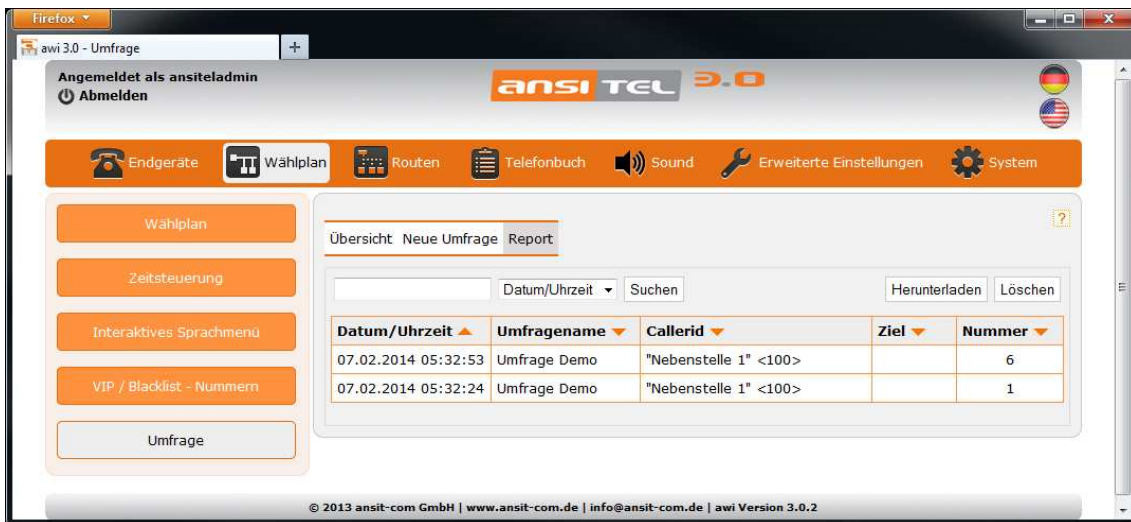 Firefox
awi 3.0 - Umfrage
Angemeldet als ansiteladmin
Abmelden
ansi TEL 3.0
Endgeräte Wählplan Routen Telefonbuch Sound Erweiterte Einstellungen System
Wählplan
Zeitsteuerung
Interaktives Sprachmenü
VIP / Blacklist - Nummern
Umfrage
?
Übersicht Neue Umfrage Report
Datum/Uhrzeit Suchen Herunterladen Löschen
Datum/Uhrzeit Umfragename Callerid Ziel Nummer
07.02.2014 05:32:53 Umfrage Demo "Nebenstelle 1" <100> 6
07.02.2014 05:32:24 Umfrage Demo "Nebenstelle 1" <100> 1
© 2013 ansit-com GmbH | www.ansit-com.de | info@ansit-com.de | awi Version 3.0.2